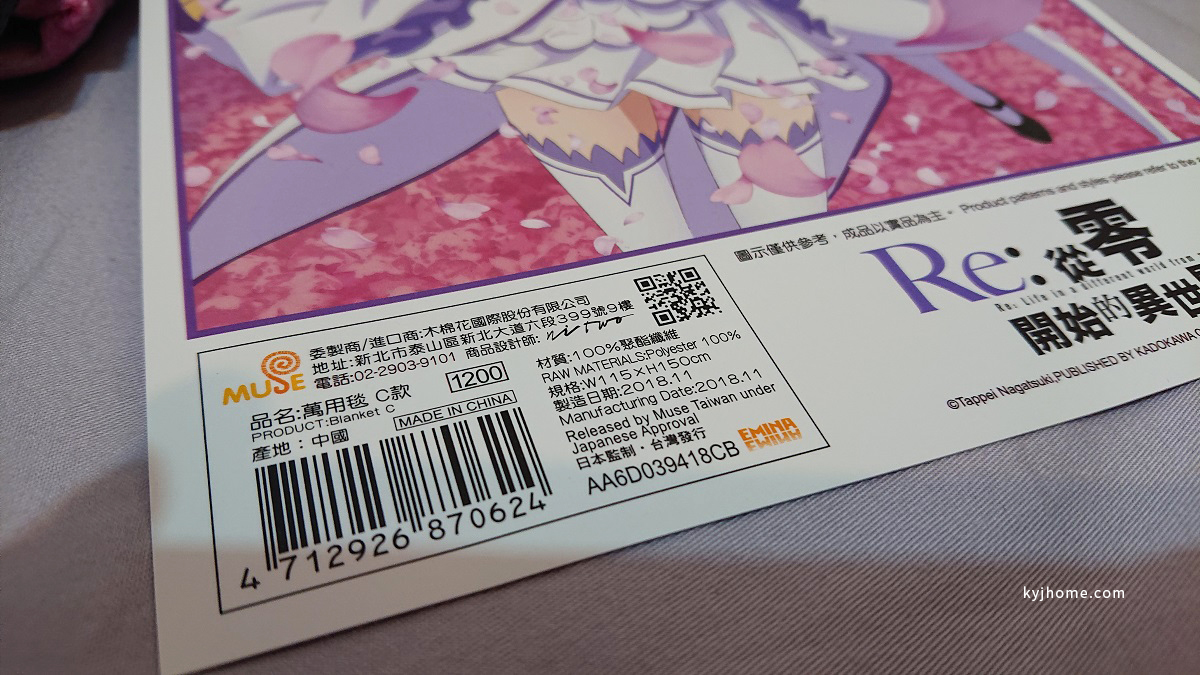 圖示僅供參考，成品以實品為主。 Product patterns and styles please refer to the
Re:從零
Re: Life in a different world from
開始的異世
©Tappei Nagatsuki,PUBLISHED BY KADOKAWA
MUSE
委製商/進口商:木棉花國際股份有限公司
地址:新北市泰山區新北大道六段399號9樓
電話:02-2903-9101 商品設計師:
品名:萬用毯 C款 1200
PRODUCT:Blanket C
產地：中國 MADE IN CHINA
4 712926 870624
材質:100%聚酯纖維
RAW MATERIALS:Polyester 100%
規格:W115×H150cm
製造日期:2018.11
Manufacturing Date:2018.11
Released by Muse Taiwan under
Japanese Approval
日本監制・台灣發行
EMINA
AA6D039418CB
kyjhome.com